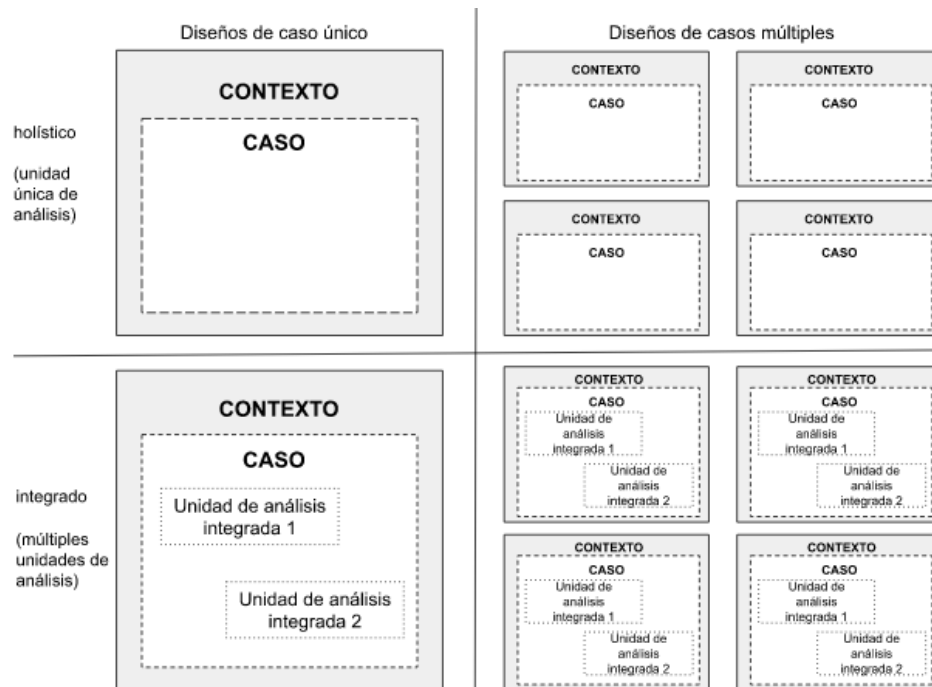 Diseños de caso único
Diseños de casos múltiples
holístico
(unidad
única de
análisis)
CONTEXTO
CASO
CONTEXTO
CASO
CONTEXTO
CASO
CONTEXTO
CASO
CONTEXTO
CASO
integrado
(múltiples
unidades de
análisis)
CONTEXTO
CASO
Unidad de análisis
integrada 1
Unidad de análisis
integrada 2
CONTEXTO
CASO
Unidad de
análisis
integrada 1
Unidad de
análisis
integrada 2
CONTEXTO
CASO
Unidad de
análisis
integrada 1
Unidad de
análisis
integrada 2
CONTEXTO
CASO
Unidad de
análisis
integrada 1
Unidad de
análisis
integrada 2
CONTEXTO
CASO
Unidad de
análisis
integrada 1
Unidad de
análisis
integrada 2